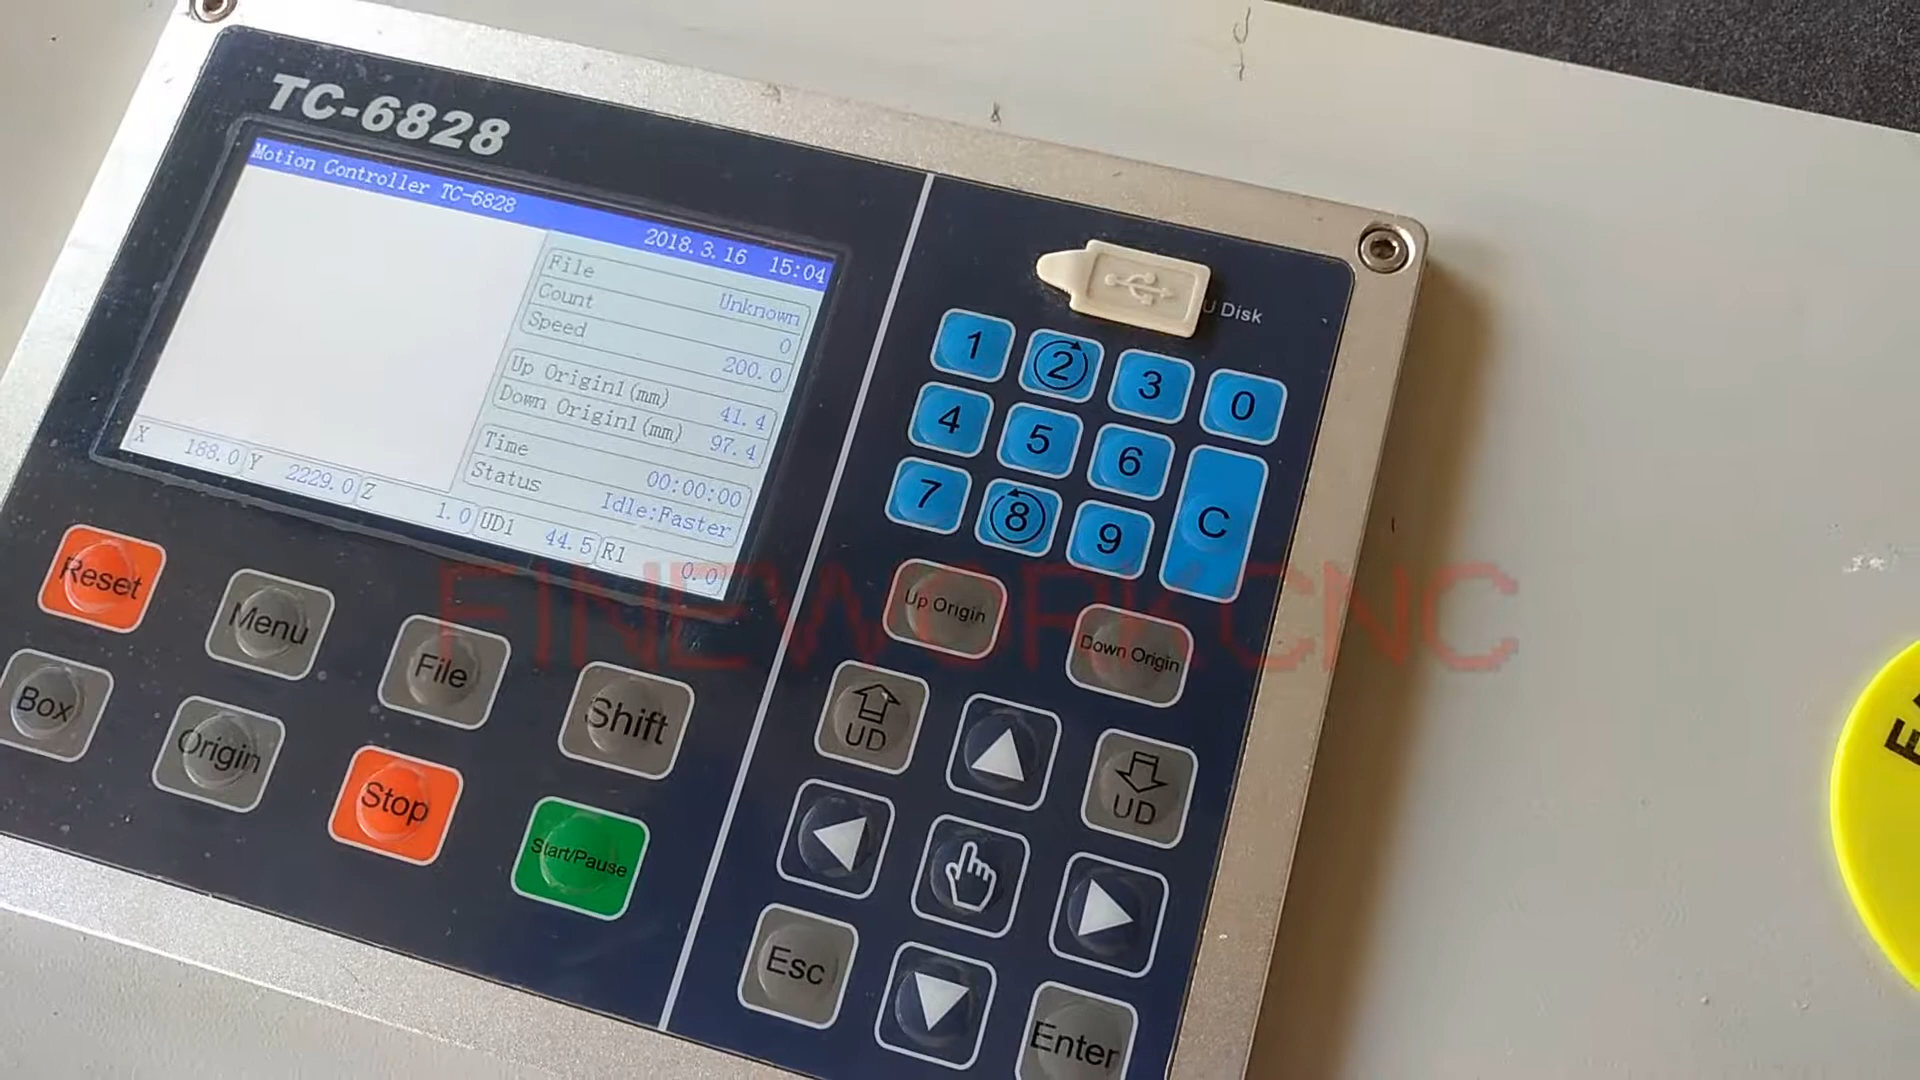 TC-6828
Motion Controller TC-6828
2018.3.16 15:04
File
Unknown
Count
0
Speed
200.0
Up Origin1(mm)
41.4
Down Origin1(mm)
97.4
Time
00:00:00
Status
Idle:Faster
X 188.0 Y 2229.0 Z 1.0 UD1 44.5 R1 0.0
U Disk
1 2 3 0
4 5 6
7 8 9 C
Up Origin Down Origin
Reset Menu File Shift
Box Origin Stop Start/Pause
UD UD
Esc Enter
FINEWORKCNC